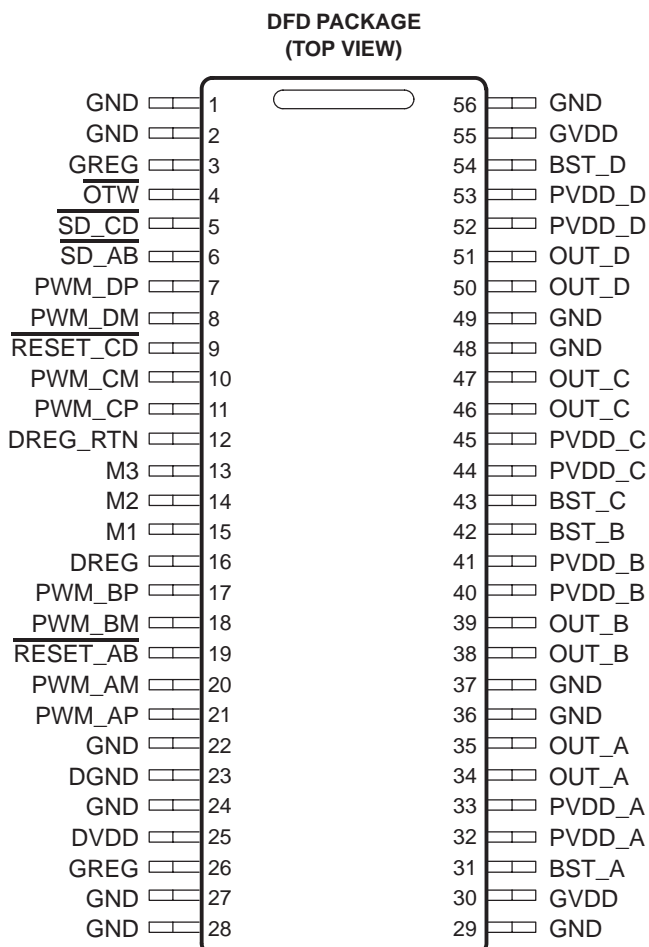 DFD PACKAGE
(TOP VIEW)
GND 1 56 GND
GND 2 55 GVDD
GREG 3 54 BST_D
OTW 4 53 PVDD_D
SD_CD 5 52 PVDD_D
SD_AB 6 51 OUT_D
PWM_DP 7 50 OUT_D
PWM_DM 8 49 GND
RESET_CD 9 48 GND
PWM_CM 10 47 OUT_C
PWM_CP 11 46 OUT_C
DREG_RTN 12 45 PVDD_C
M3 13 44 PVDD_C
M2 14 43 BST_C
M1 15 42 BST_B
DREG 16 41 PVDD_B
PWM_BP 17 40 PVDD_B
PWM_BM 18 39 OUT_B
RESET_AB 19 38 OUT_B
PWM_AM 20 37 GND
PWM_AP 21 36 GND
GND 22 35 OUT_A
DGND 23 34 OUT_A
GND 24 33 PVDD_A
DVDD 25 32 PVDD_A
GREG 26 31 BST_A
GND 27 30 GVDD
GND 28 29 GND